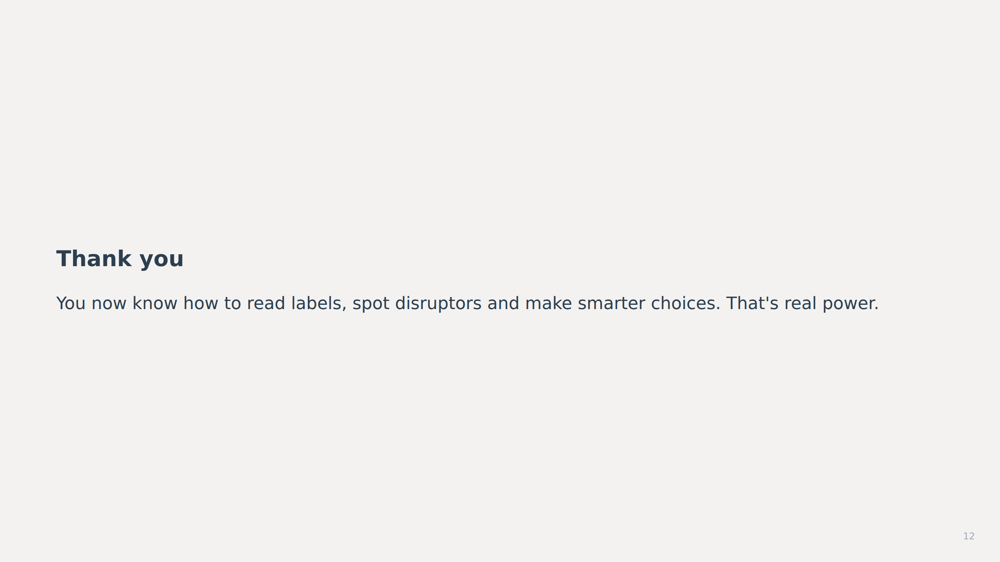 Thank you
You now know how to read labels, spot disruptors and make smarter choices. That's real power.
12